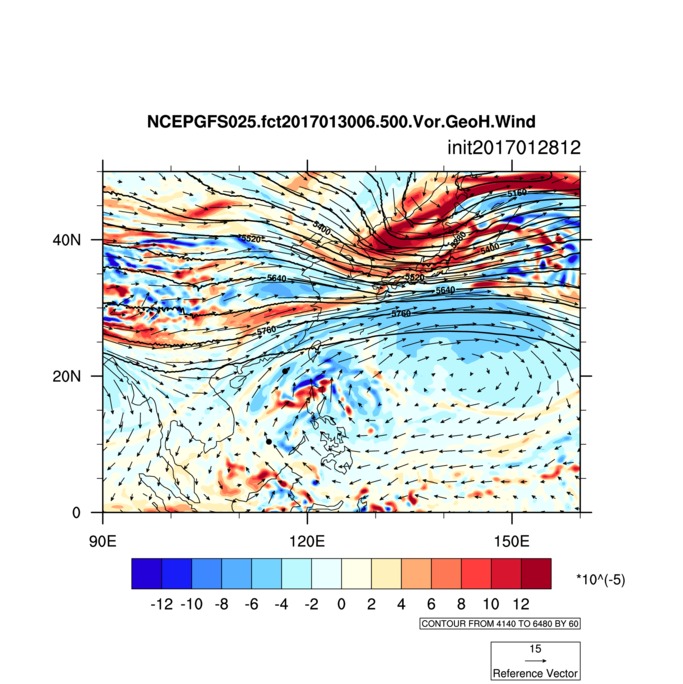 NCEPGFS025.fct2017013006.500.Vor.GeoH.Wind
init2017012812
5160
5400
5280
5520
5400
40N
5520
5640
5640
5760
5760
20N
0
90E 120E 150E
-12 -10 -8 -6 -4 -2 0 2 4 6 8 10 12
*10^(-5)
CONTOUR FROM 4140 TO 6480 BY 60
15
Reference Vector